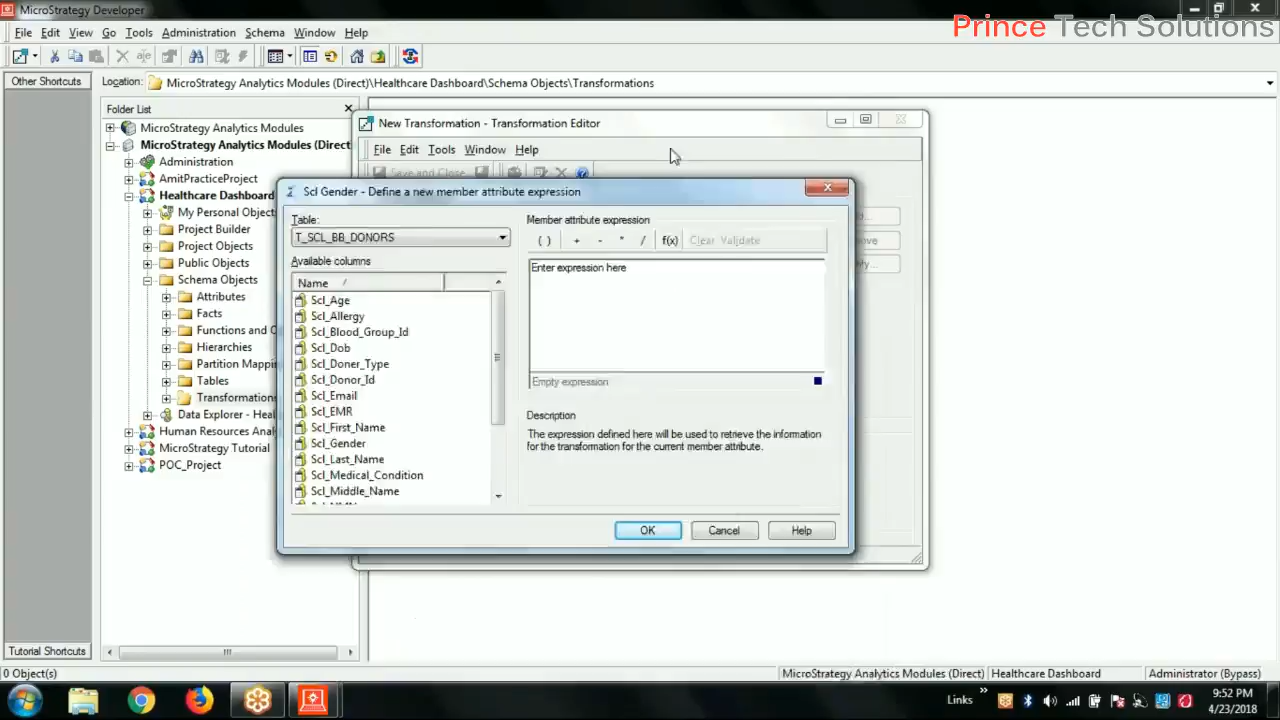 MicroStrategy Developer
Prince Tech Solutions
File Edit View Go Tools Administration Schema Window Help
Other Shortcuts
Location: MicroStrategy Analytics Modules (Direct)\Healthcare Dashboard\Schema Objects\Transformations
Folder List
MicroStrategy Analytics Modules
MicroStrategy Analytics Modules (Direct
Administration
AmitPracticeProject
Healthcare Dashboard
My Personal Object
Project Builder
Project Objects
Public Objects
Schema Objects
Attributes
Facts
Functions and O
Hierarchies
Partition Mappin
Tables
Transformations
Data Explorer - Heal
Human Resources Anal
MicroStrategy Tutorial
POC_Project
Tutorial Shortcuts
New Transformation - Transformation Editor
File Edit Tools Window Help
Save and Close
Scl Gender - Define a new member attribute expression
Table:
T_SCL_BB_DONORS
Available columns
Name
Scl_Age
Scl_Allergy
Scl_Blood_Group_Id
Scl_Dob
Scl_Doner_Type
Scl_Donor_Id
Scl_Email
Scl_EMR
Scl_First_Name
Scl_Gender
Scl_Last_Name
Scl_Medical_Condition
Scl_Middle_Name
Member attribute expression
( ) + - * / f(x) Clear Validate
Enter expression here
Empty expression
Description
The expression defined here will be used to retrieve the information
for the transformation for the current member attribute.
OK Cancel Help
0 Object(s)
MicroStrategy Analytics Modules (Direct) Healthcare Dashboard Administrator (Bypass)
Links »
9:52 PM
4/23/2018